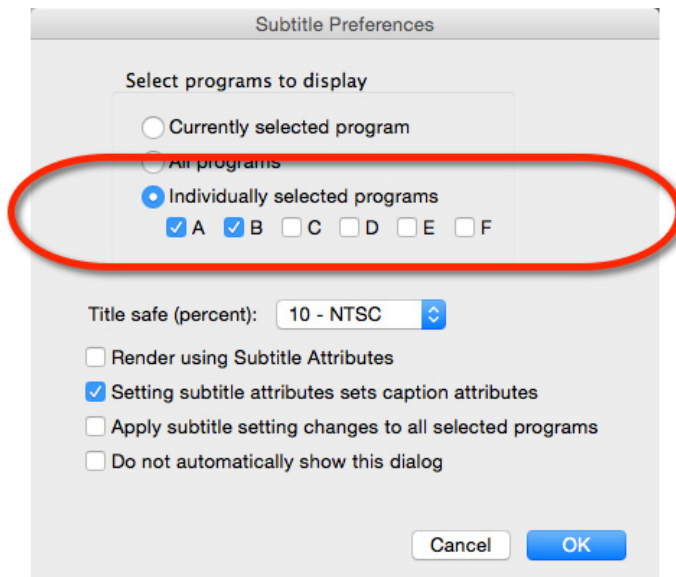 Subtitle Preferences
Select programs to display
Currently selected program
All programs
Individually selected programs
A B C D E F
Title safe (percent): 10 - NTSC
Render using Subtitle Attributes
Setting subtitle attributes sets caption attributes
Apply subtitle setting changes to all selected programs
Do not automatically show this dialog
Cancel OK